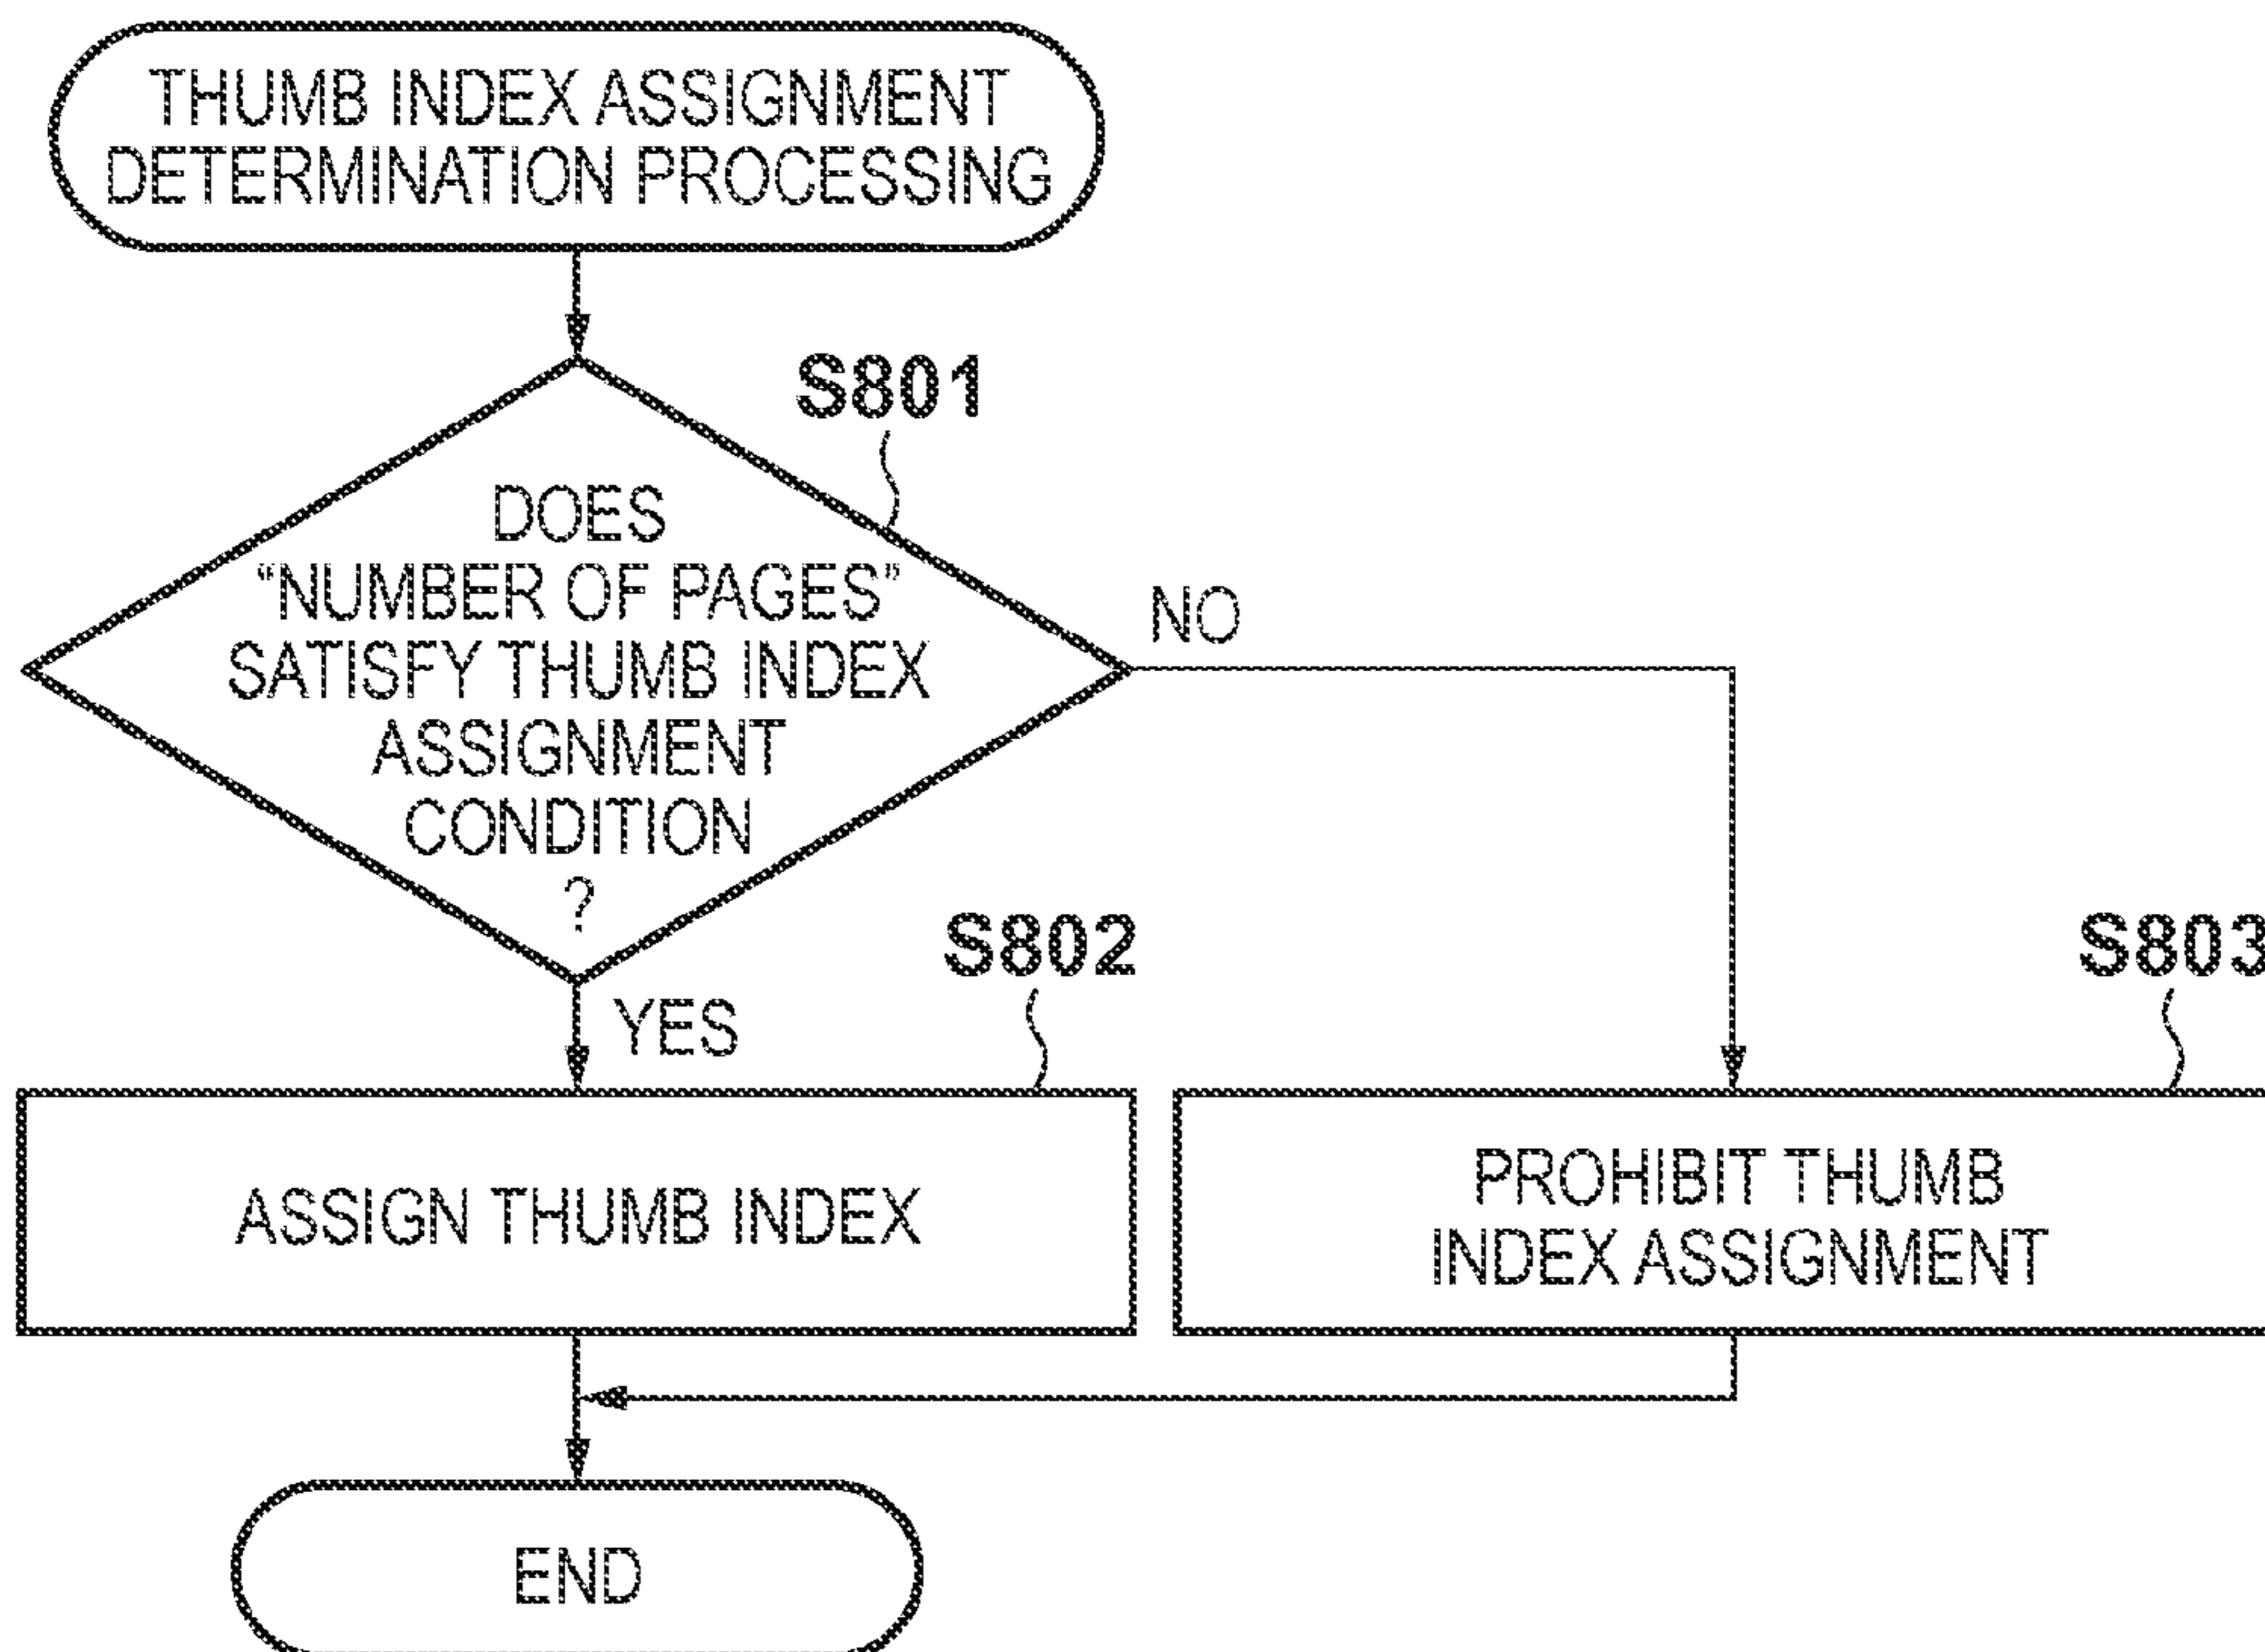 THUMB INDEX ASSIGNMENT
DETERMINATION PROCESSING
S801
DOES
“NUMBER OF PAGES”
SATISFY THUMB INDEX
ASSIGNMENT
CONDITION
?
NO
YES
S802
ASSIGN THUMB INDEX
S803
PROHIBIT THUMB
INDEX ASSIGNMENT
END